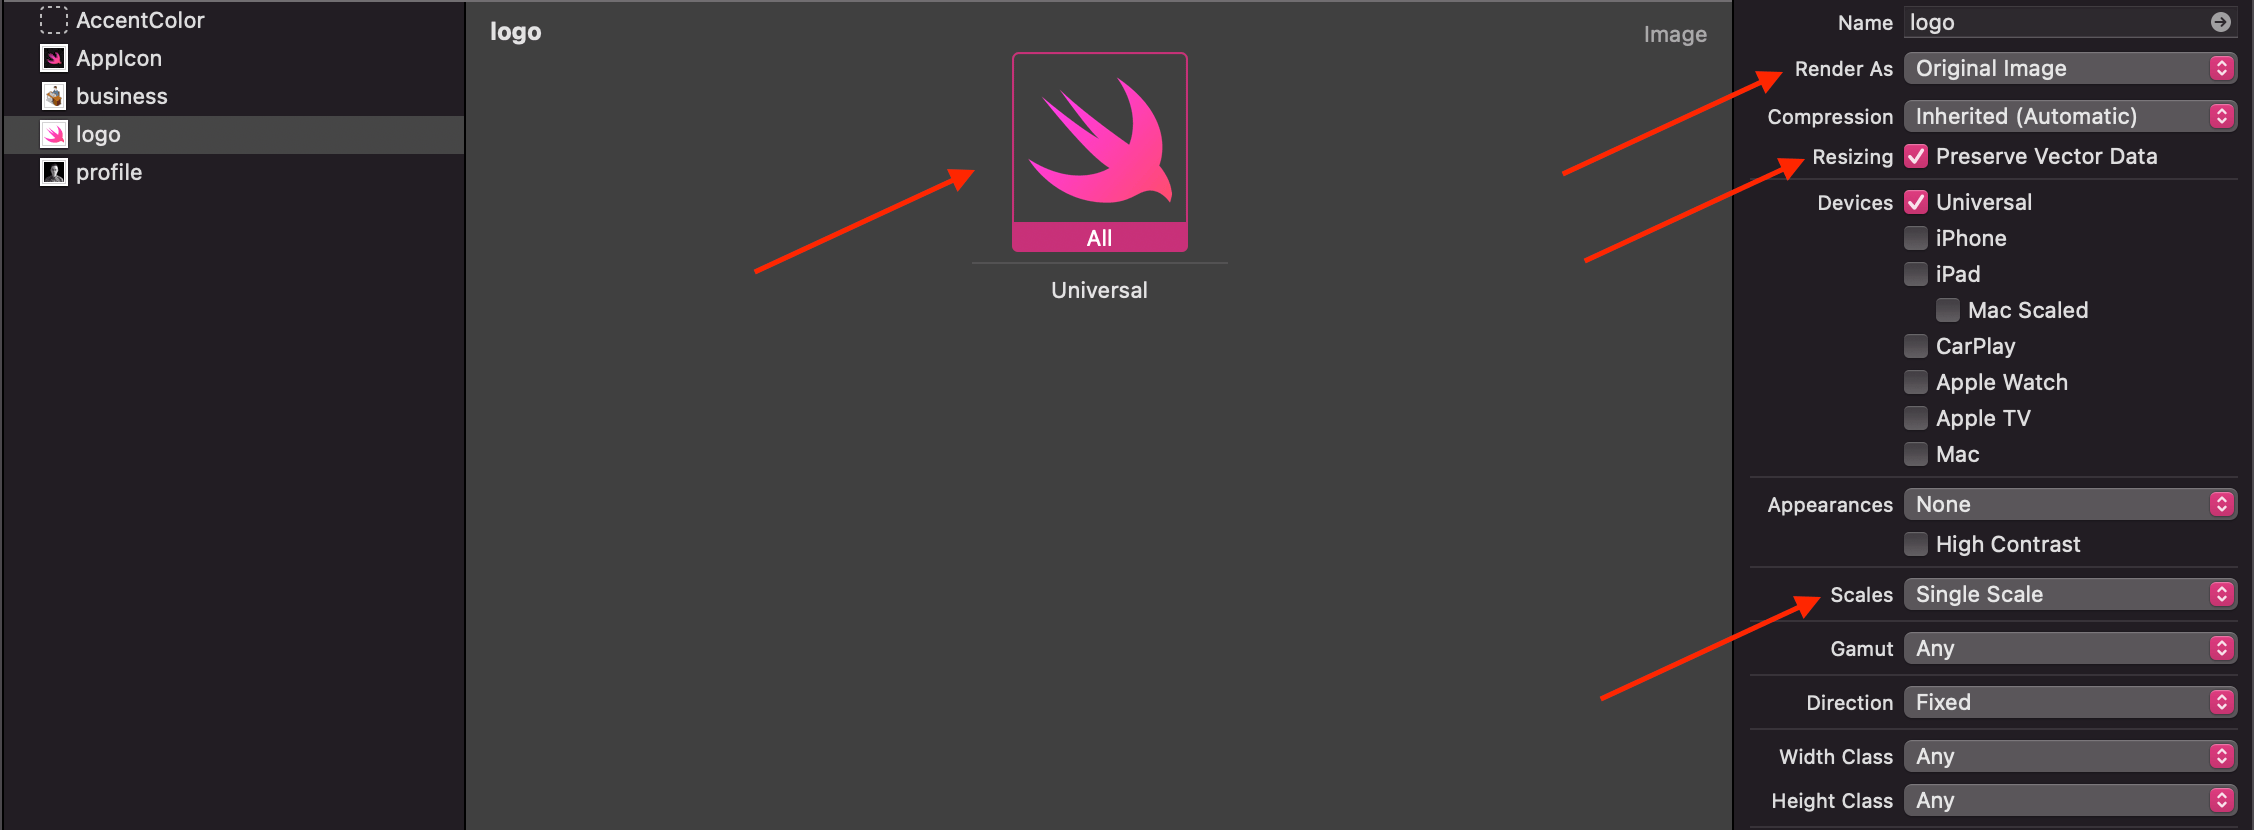 AccentColor
AppIcon
business
logo
profile
logo
Image
All
Universal
Name logo
Render As Original Image
Compression Inherited (Automatic)
Resizing Preserve Vector Data
Devices Universal
iPhone
iPad
Mac Scaled
CarPlay
Apple Watch
Apple TV
Mac
Appearances None
High Contrast
Scales Single Scale
Gamut Any
Direction Fixed
Width Class Any
Height Class Any